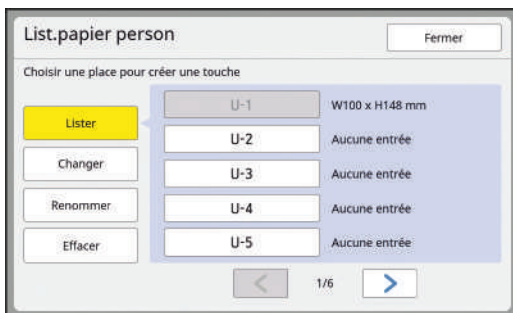 List.papier person
Fermer
Choisir une place pour créer une touche
Lister
U-1 W100 x H148 mm
U-2 Aucune entrée
Changer
U-3 Aucune entrée
Renommer
U-4 Aucune entrée
Effacer
U-5 Aucune entrée
1/6